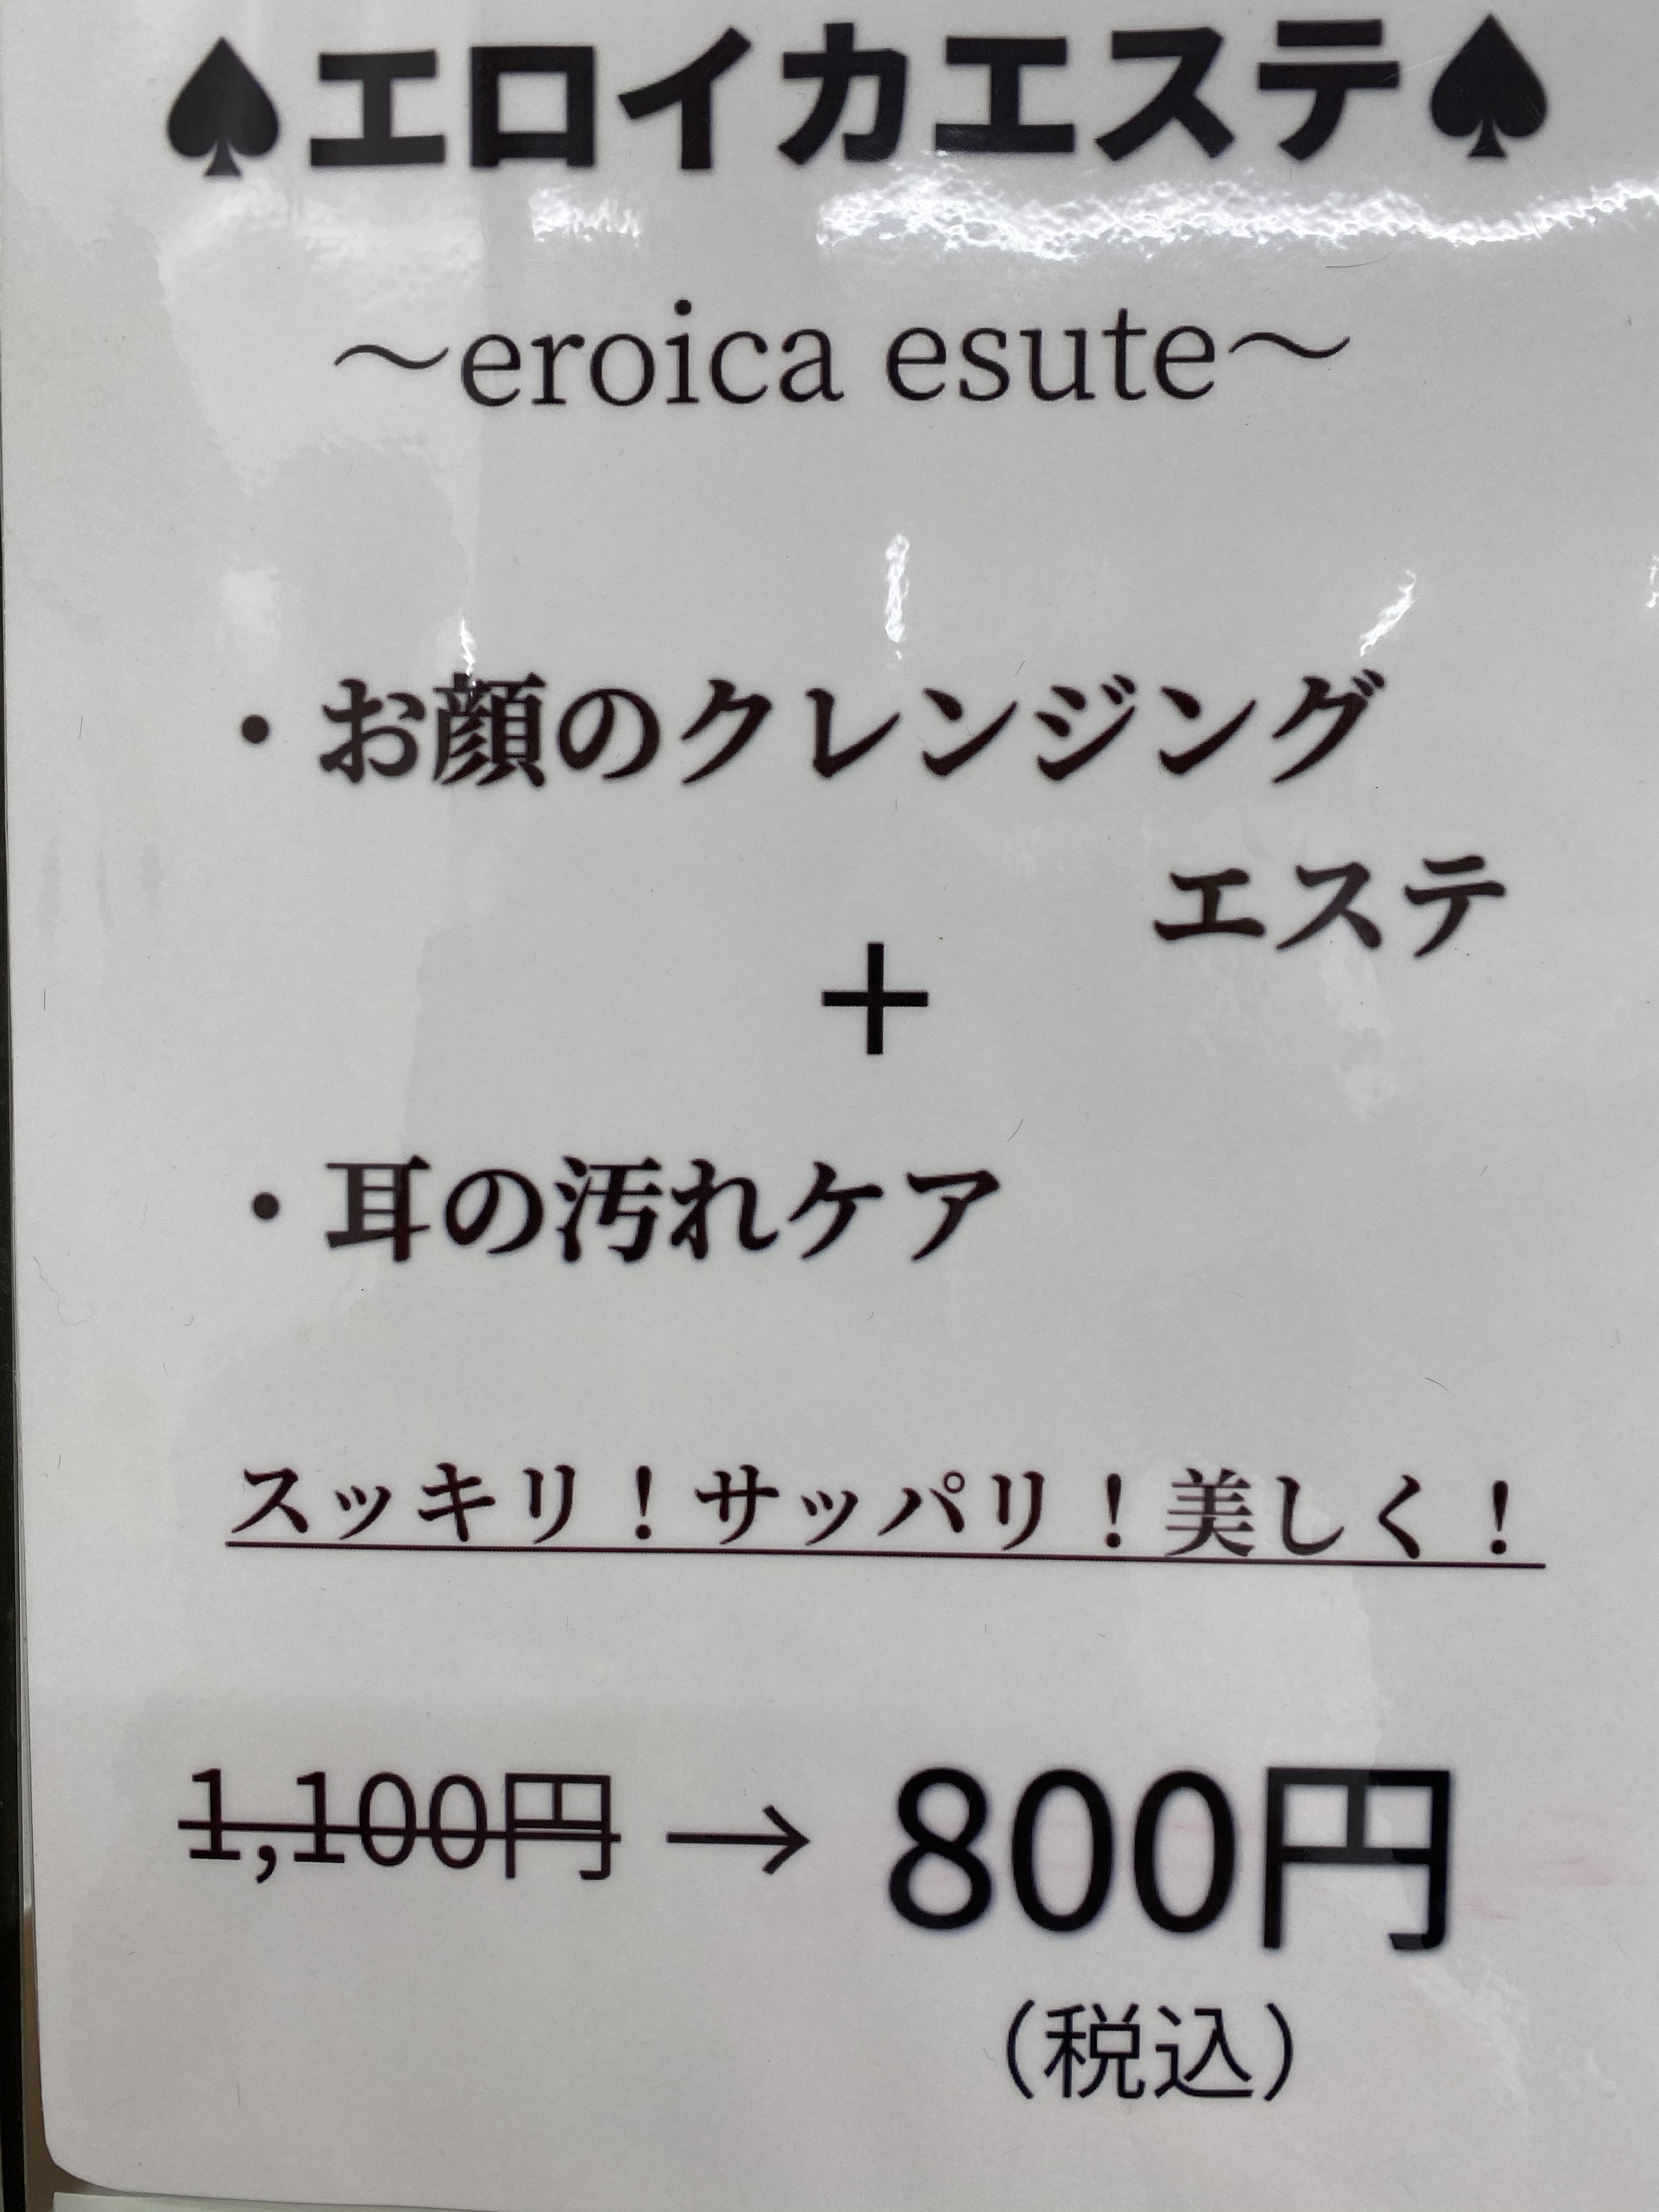 ♠エロイカエステ♠
～eroica esute～
・お顔のクレンジング
エステ
＋
・耳の汚れケア
スッキリ！サッパリ！美しく！
1,100円 → 800円
（税込）